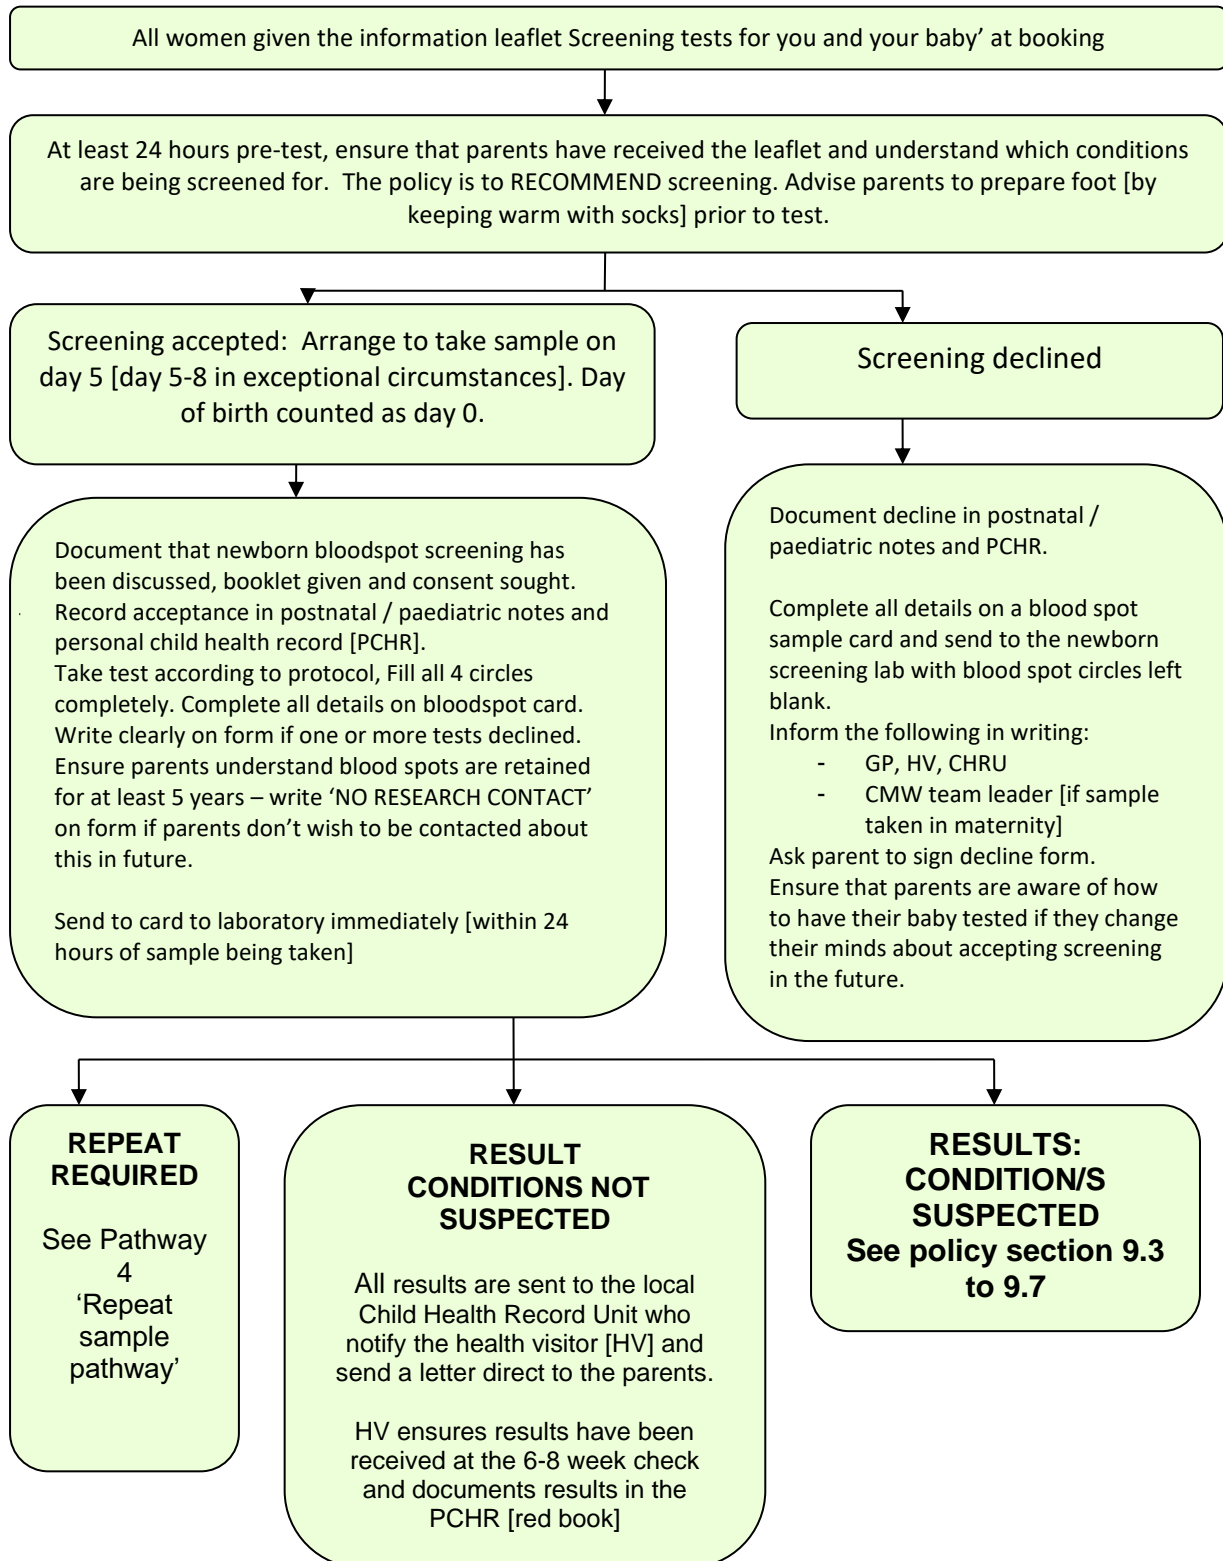 All women given the information leaflet Screening tests for you and your baby’ at booking
At least 24 hours pre-test, ensure that parents have received the leaflet and understand which conditions
are being screened for.  The policy is to RECOMMEND screening. Advise parents to prepare foot [by
keeping warm with socks] prior to test.
Screening accepted:  Arrange to take sample on
day 5 [day 5-8 in exceptional circumstances]. Day
of birth counted as day 0.
Screening declined
Document that newborn bloodspot screening has
been discussed, booklet given and consent sought.
Record acceptance in postnatal / paediatric notes and
personal child health record [PCHR].
Take test according to protocol, Fill all 4 circles
completely. Complete all details on bloodspot card.
Write clearly on form if one or more tests declined.
Ensure parents understand blood spots are retained
for at least 5 years – write ‘NO RESEARCH CONTACT’
on form if parents don’t wish to be contacted about
this in future.
Send to card to laboratory immediately [within 24
hours of sample being taken]
Document decline in postnatal /
paediatric notes and PCHR.
Complete all details on a blood spot
sample card and send to the newborn
screening lab with blood spot circles left
blank.
Inform the following in writing:
- GP, HV, CHRU
- CMW team leader [if sample
taken in maternity]
Ask parent to sign decline form.
Ensure that parents are aware of how
to have their baby tested if they change
their minds about accepting screening
in the future.
REPEAT
REQUIRED
See Pathway
4
‘Repeat
sample
pathway’
RESULT
CONDITIONS NOT
SUSPECTED
All results are sent to the local
Child Health Record Unit who
notify the health visitor [HV] and
send a letter direct to the parents.
HV ensures results have been
received at the 6-8 week check
and documents results in the
PCHR [red book]
RESULTS:
CONDITION/S
SUSPECTED
See policy section 9.3
to 9.7